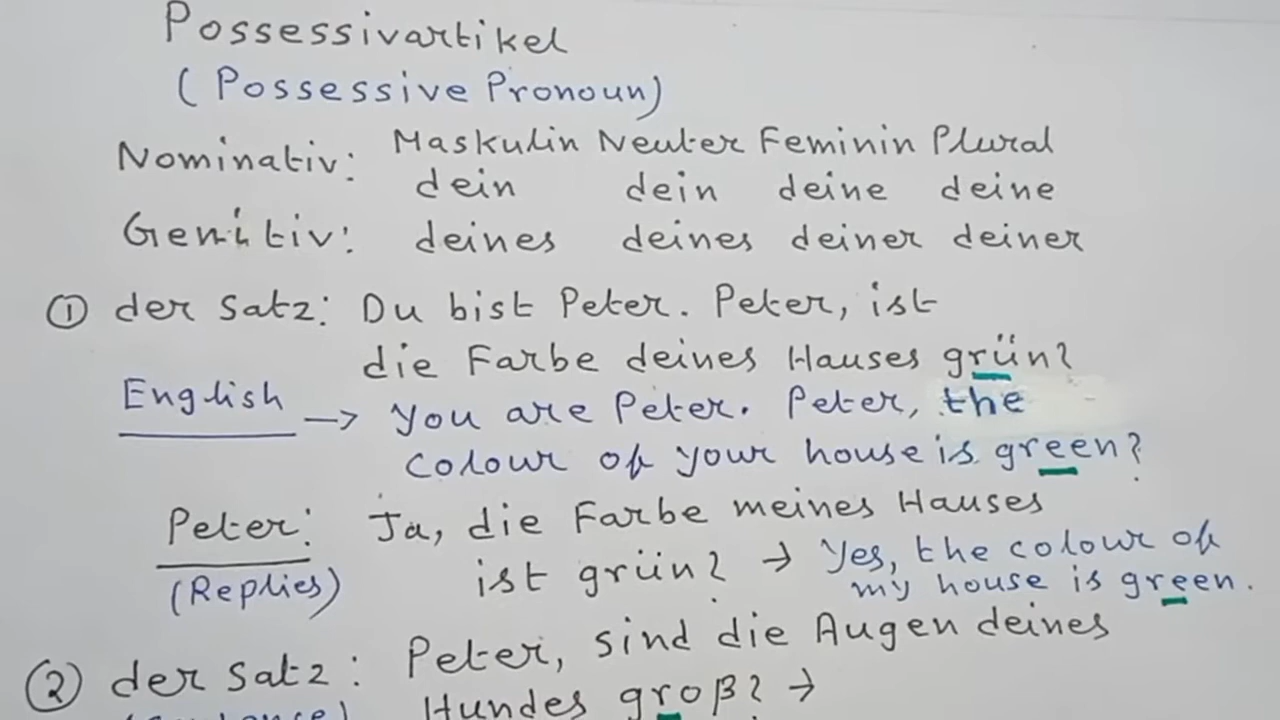 Possessivartikel
(Possessive Pronoun)
Maskulin Neuter Feminin Plural
Nominativ: dein dein deine deine
Genitiv: deines deines deiner deiner
① der Satz: Du bist Peter. Peter, ist
die Farbe deines Hauses grün?
English → You are Peter. Peter, the
colour of your house is green?
Peter: Ja, die Farbe meines Hauses
(Replies) ist grün? → Yes, the colour of
my house is green.
② der Satz: Peter, sind die Augen deines
Hundes groß? →